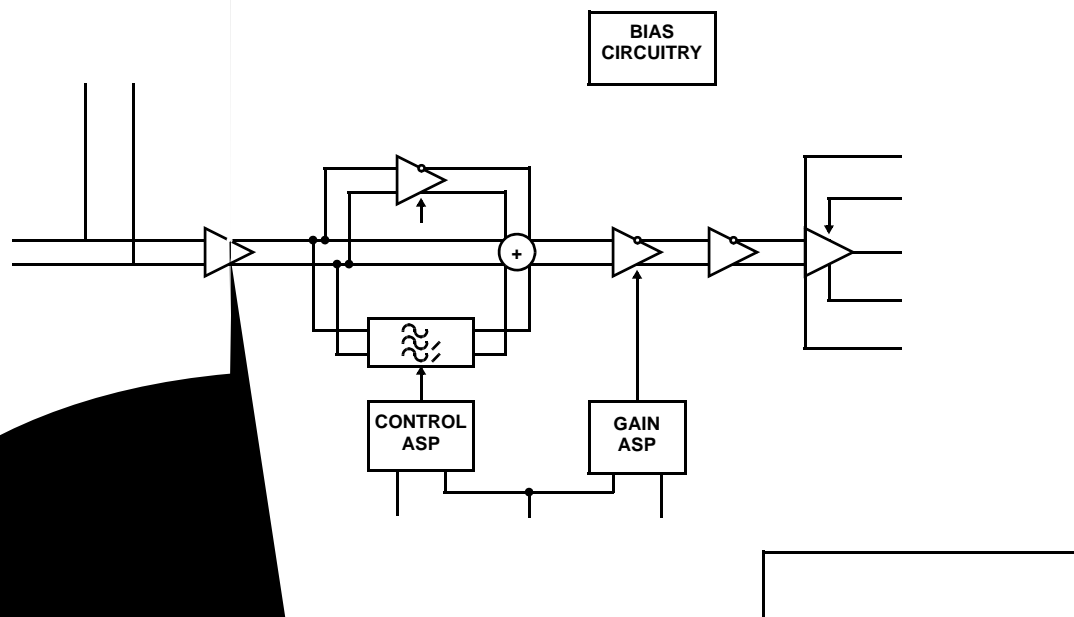 BIAS
CIRCUITRY
+
CONTROL
ASP
GAIN
ASP